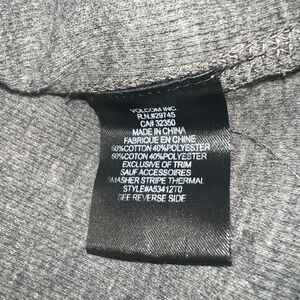 VOLCOM INC.
R.N.#29745
CA# 32350
MADE IN CHINA
FABRIQUE EN CHINE
60%COTTON 40%POLYESTER
60%COTON 40%POLYESTER
EXCLUSIVE OF TRIM
SAUF ACCESSOIRES
SMASHER STRIPE THERMAL
STYLE#A53412T0
SEE REVERSE SIDE